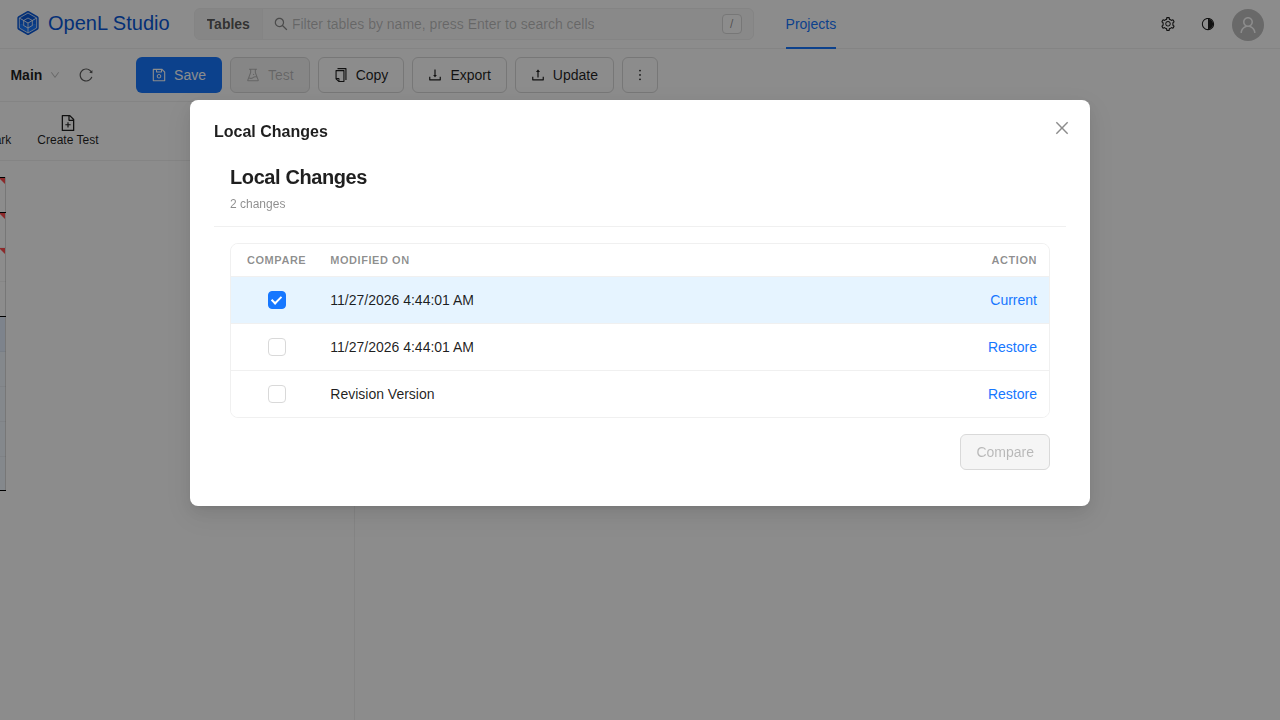 OpenL Studio
Tables
Filter tables by name, press Enter to search cells
/
Projects
Main
Save
Test
Copy
Export
Update
rk
Create Test
Local Changes
Local Changes
2 changes
COMPARE MODIFIED ON ACTION
11/27/2026 4:44:01 AM Current
11/27/2026 4:44:01 AM Restore
Revision Version Restore
Compare